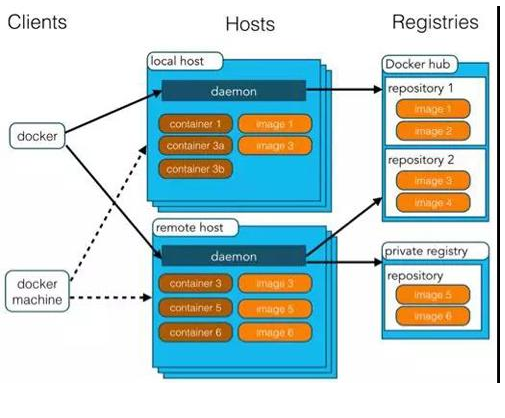 Clients
Hosts
Registries
local host
daemon
container 1
image 1
container 3a
image 3
container 3b
docker
docker
machine
remote host
daemon
container 3
image 3
container 5
image 5
container 6
image 6
Docker hub
repository 1
image 1
image 2
repository 2
image 3
image 4
private registry
repository
image 5
image 6